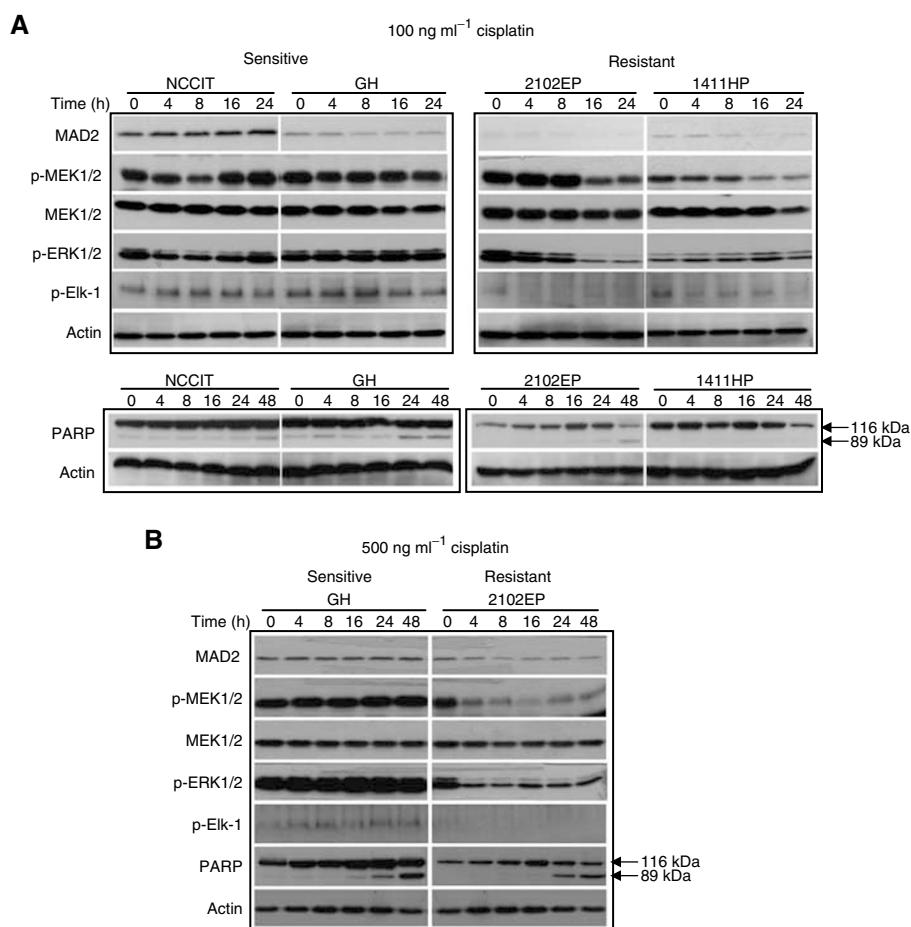 A
100 ng ml⁻¹ cisplatin
Sensitive Resistant
NCCIT GH 2102EP 1411HP
Time (h) 0 4 8 16 24 0 4 8 16 24 0 4 8 16 24 0 4 8 16 24
MAD2
p-MEK1/2
MEK1/2
p-ERK1/2
p-Elk-1
Actin
NCCIT GH 2102EP 1411HP
0 4 8 16 24 48 0 4 8 16 24 48 0 4 8 16 24 48 0 4 8 16 24 48
PARP
116 kDa
89 kDa
Actin
B
500 ng ml⁻¹ cisplatin
Sensitive Resistant
GH 2102EP
Time (h) 0 4 8 16 24 48 0 4 8 16 24 48
MAD2
p-MEK1/2
MEK1/2
p-ERK1/2
p-Elk-1
PARP
116 kDa
89 kDa
Actin